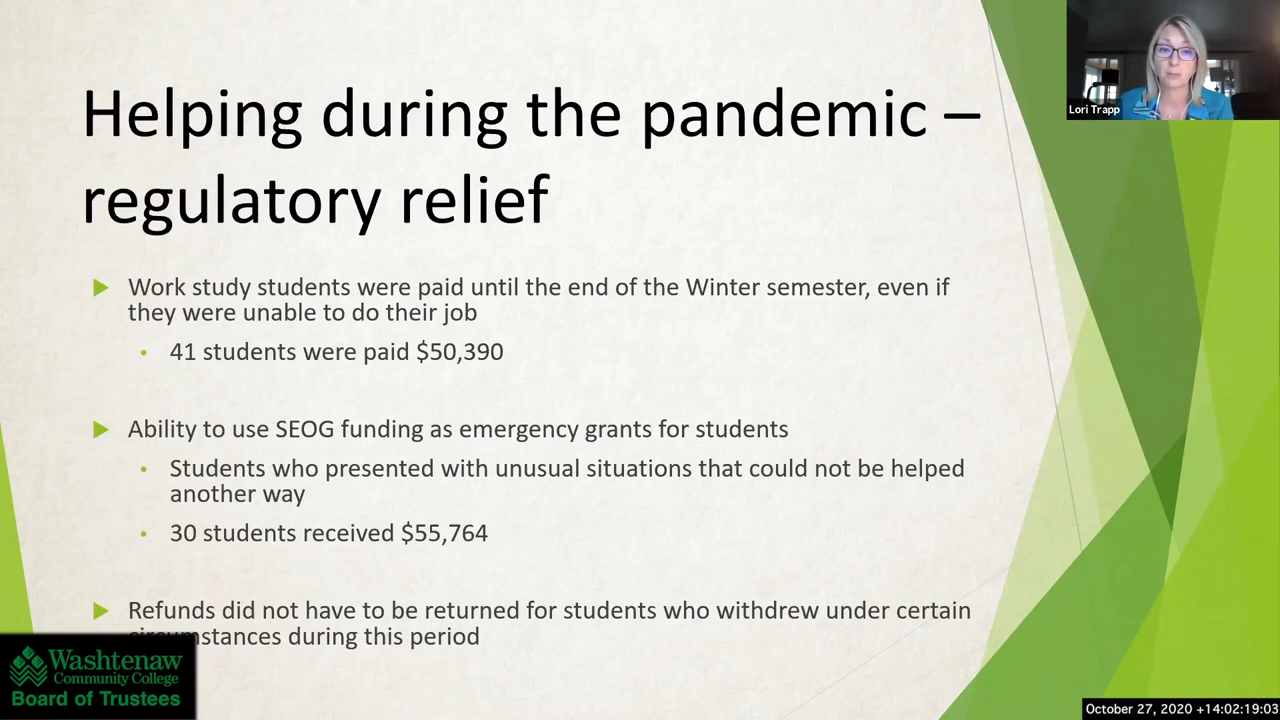 Helping during the pandemic –
regulatory relief
Work study students were paid until the end of the Winter semester, even if
they were unable to do their job
41 students were paid $50,390
Ability to use SEOG funding as emergency grants for students
Students who presented with unusual situations that could not be helped
another way
30 students received $55,764
Refunds did not have to be returned for students who withdrew under certain
circumstances during this period
Lori Trapp
Washtenaw
Community College
Board of Trustees
October 27, 2020 +14:02:19:03